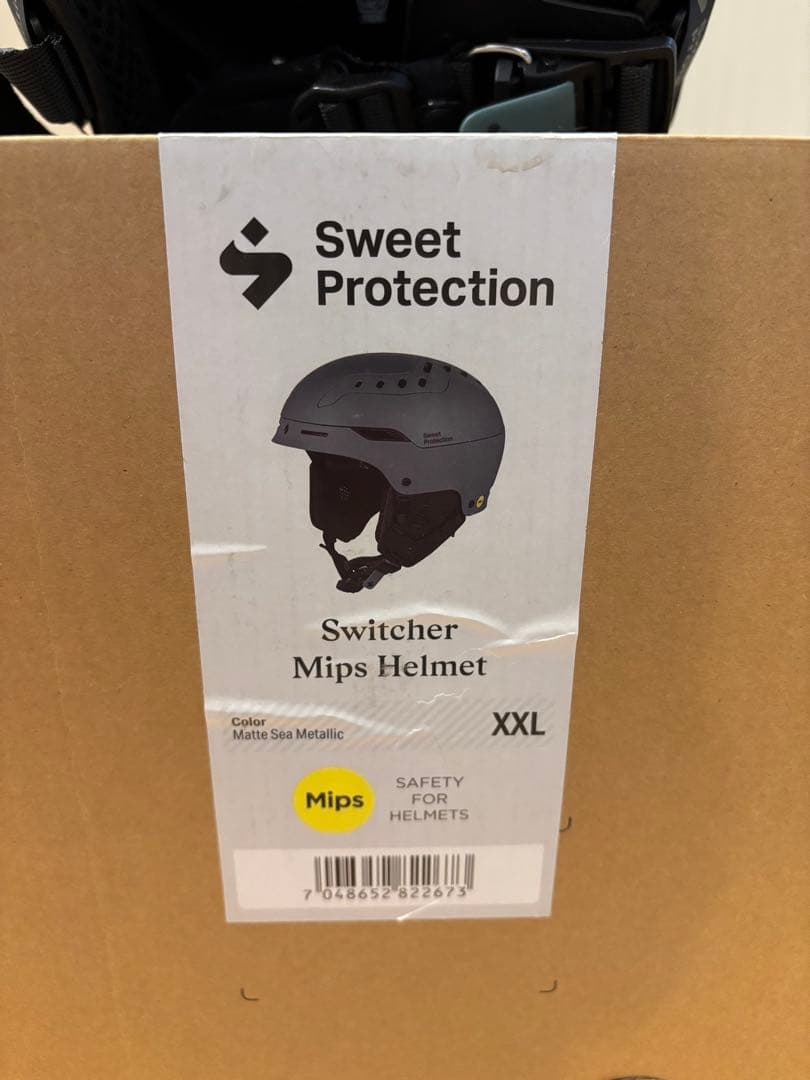 Sweet
Protection
Sweet
Protection
Switcher
Mips Helmet
Color
Matte Sea Metallic
XXL
Mips
SAFETY
FOR
HELMETS
7 048652 822673